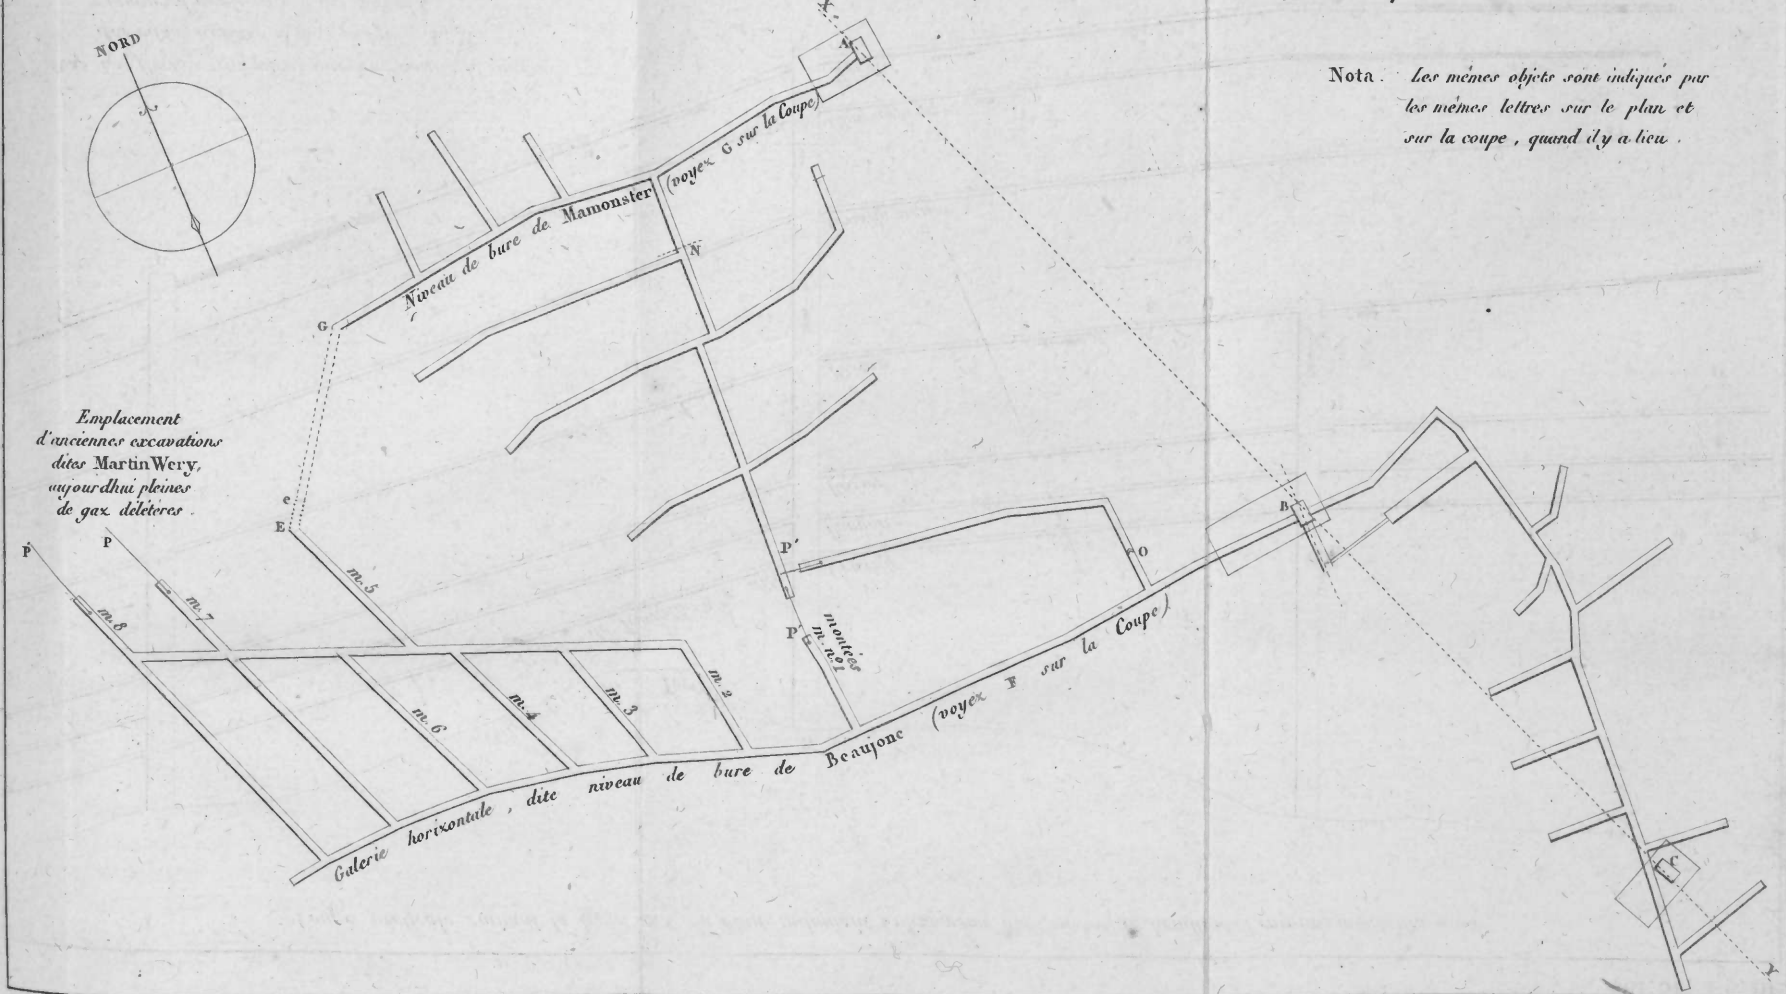 X.
A
NORD
Nota. Les mêmes objets sont indiqués par
les mêmes lettres sur le plan et
sur la coupe, quand il y a lieu.
Niveau de bure de Mamonster (voyez G sur la Coupe)
N
G
Emplacement
d'anciennes excavations
dites Martin Wery,
aujourdhui pleines
de gaz délétères.
e
E
B
P
P
P'
O
m. 5
m. 8
m. 7
P'
montées
m. n.º 1
m. 6
m. 4
m. 3
m. 2
Galerie horizontale, dite niveau de bure de Beaujonc (voyez F sur la Coupe)
C
Y